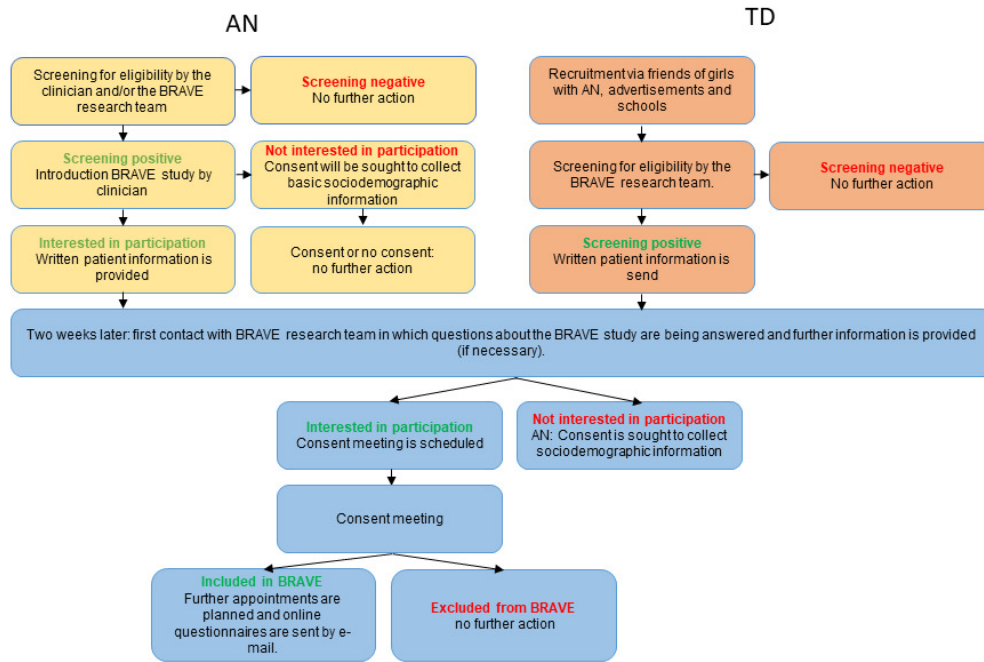 AN
TD
Screening for eligibility by the
clinician and/or the BRAVE
research team
Screening negative
No further action
Recruitment via friends of girls
with AN, advertisements and
schools
Screening positive
Introduction BRAVE study by
clinician
Not interested in participation
Consent will be sought to collect
basic sociodemographic
information
Screening for eligibility by the
BRAVE research team.
Screening negative
No further action
Interested in participation
Written patient information is
provided
Consent or no consent:
no further action
Screening positive
Written patient information is
send
Two weeks later: first contact with BRAVE research team in which questions about the BRAVE study are being answered and further information is provided
(if necessary).
Interested in participation
Consent meeting is scheduled
Not interested in participation
AN: Consent is sought to collect
sociodemographic information
Consent meeting
Included in BRAVE
Further appointments are
planned and online
questionnaires are sent by e-
mail.
Excluded from BRAVE
no further action